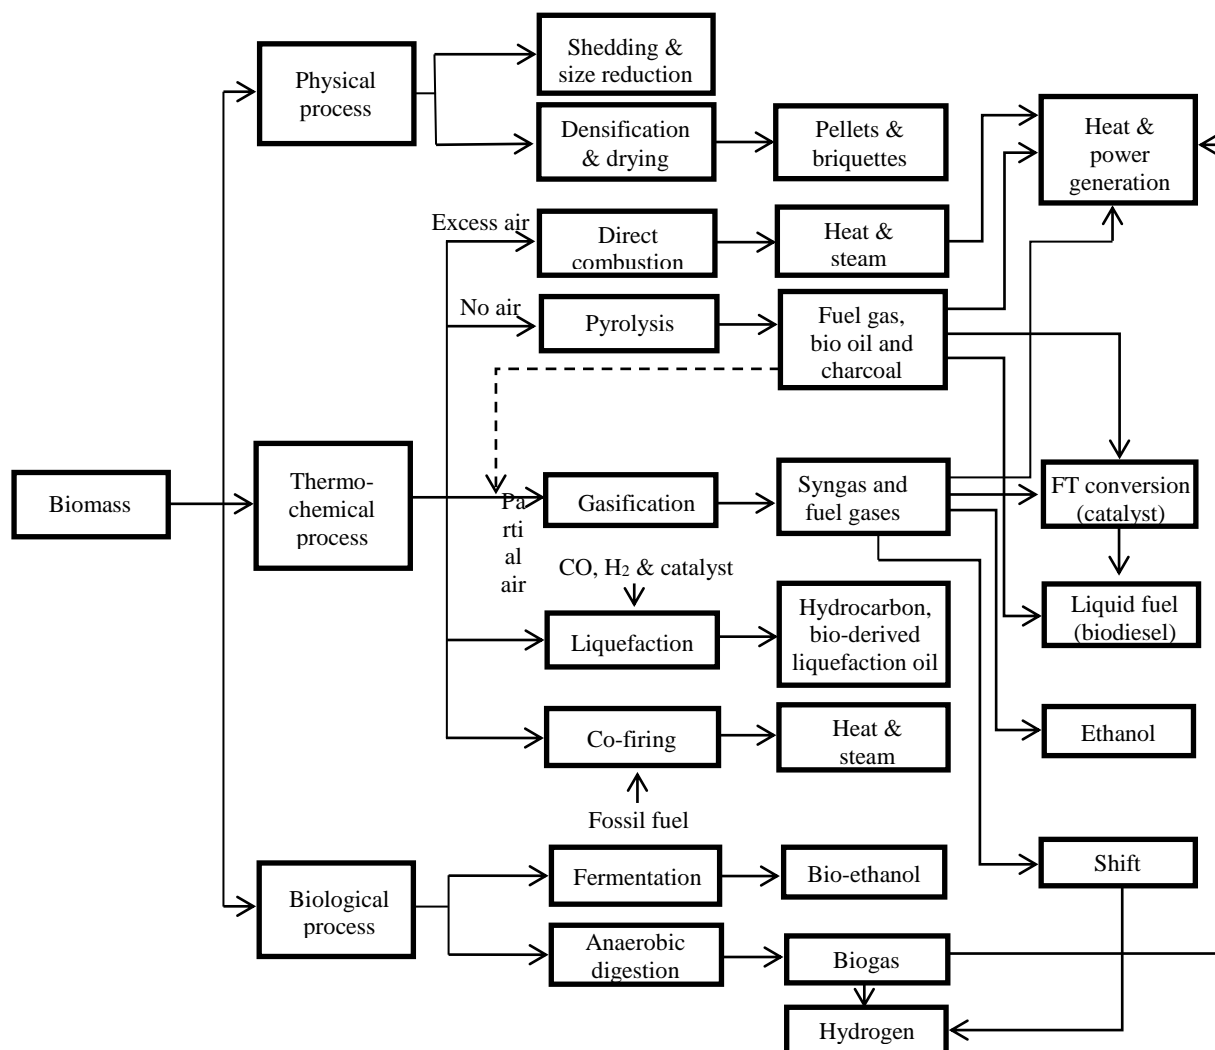 Shedding &
size reduction
Physical
process
Densification
& drying
Pellets &
briquettes
Heat &
power
generation
Excess air
Direct
combustion
Heat &
steam
No air
Pyrolysis
Fuel gas,
bio oil and
charcoal
Biomass
Thermo-
chemical
process
Pa
rti
al
air
Gasification
Syngas and
fuel gases
FT conversion
(catalyst)
CO, H2 & catalyst
Liquefaction
Hydrocarbon,
bio-derived
liquefaction oil
Liquid fuel
(biodiesel)
Co-firing
Heat &
steam
Ethanol
Fossil fuel
Biological
process
Fermentation
Bio-ethanol
Shift
Anaerobic
digestion
Biogas
Hydrogen